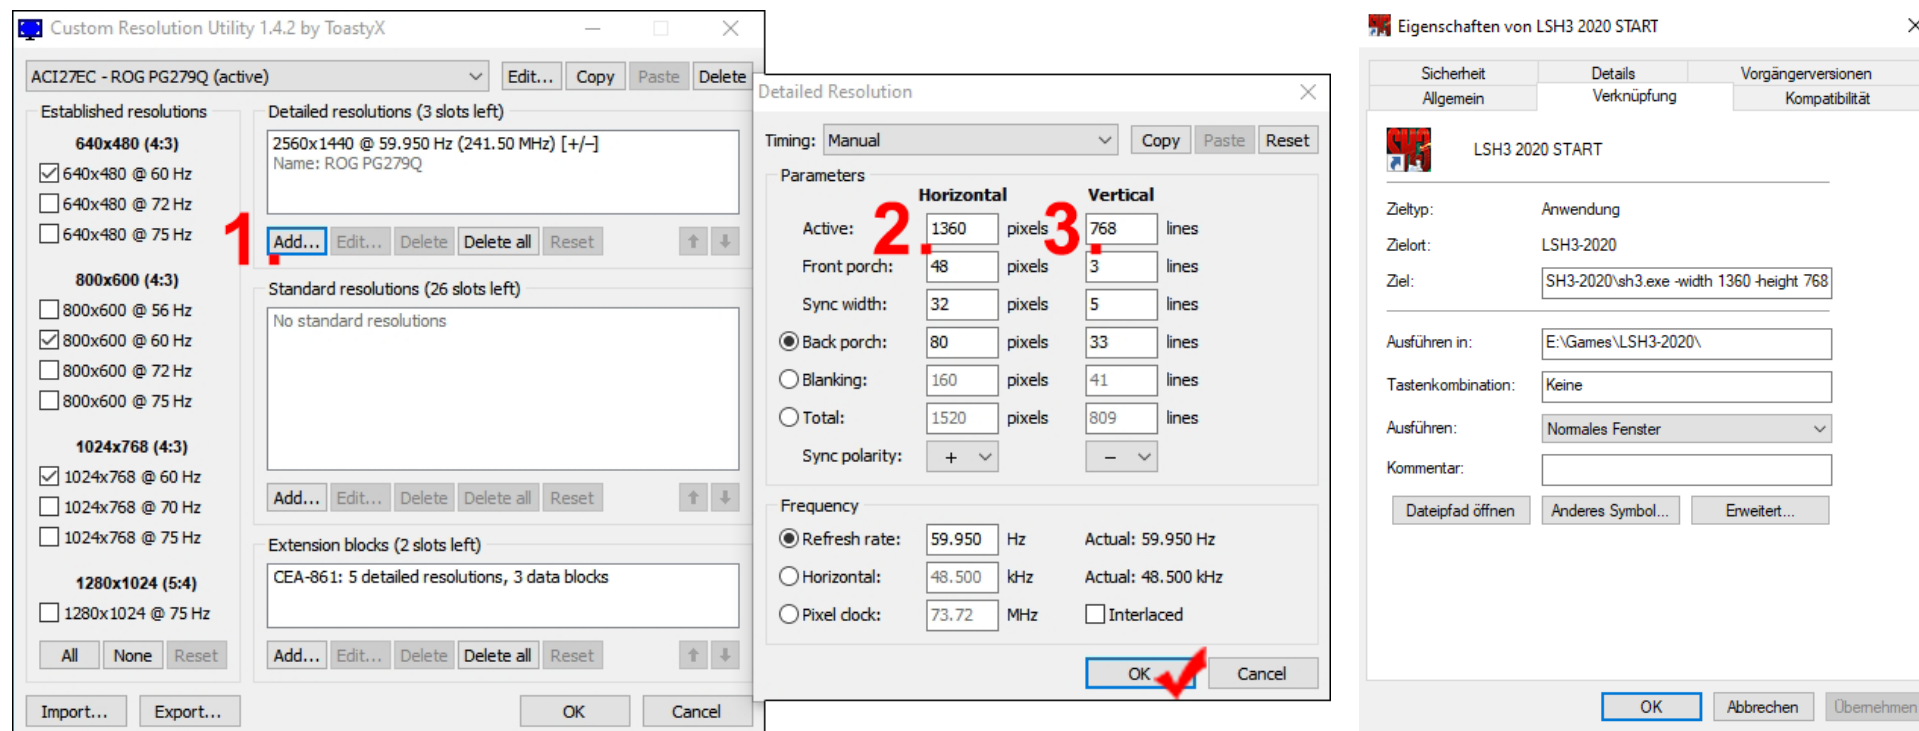 Custom Resolution Utility 1.4.2 by ToastyX
ACI27EC - ROG PG279Q (active)
Edit... Copy Paste Delete
Established resolutions
640x480 (4:3)
640x480 @ 60 Hz
640x480 @ 72 Hz
640x480 @ 75 Hz
800x600 (4:3)
800x600 @ 56 Hz
800x600 @ 60 Hz
800x600 @ 72 Hz
800x600 @ 75 Hz
1024x768 (4:3)
1024x768 @ 60 Hz
1024x768 @ 70 Hz
1024x768 @ 75 Hz
1280x1024 (5:4)
1280x1024 @ 75 Hz
All None Reset
Detailed resolutions (3 slots left)
2560x1440 @ 59.950 Hz (241.50 MHz) [+/-]
Name: ROG PG279Q
1.
Add... Edit... Delete Delete all Reset
Standard resolutions (26 slots left)
No standard resolutions
Add... Edit... Delete Delete all Reset
Extension blocks (2 slots left)
CEA-861: 5 detailed resolutions, 3 data blocks
Add... Edit... Delete Delete all Reset
Import... Export... OK Cancel
Detailed Resolution
Timing: Manual Copy Paste Reset
Parameters
Horizontal Vertical
Active: 2. 1360 pixels 3. 768 lines
Front porch: 48 pixels 3 lines
Sync width: 32 pixels 5 lines
Back porch: 80 pixels 33 lines
Blanking: 160 pixels 41 lines
Total: 1520 pixels 809 lines
Sync polarity: + −
Frequency
Refresh rate: 59.950 Hz Actual: 59.950 Hz
Horizontal: 48.500 kHz Actual: 48.500 kHz
Pixel clock: 73.72 MHz Interlaced
OK Cancel
Eigenschaften von LSH3 2020 START
Sicherheit Details Vorgängerversionen
Allgemein Verknüpfung Kompatibilität
SH3
LSH3 2020 START
Zieltyp: Anwendung
Zielort: LSH3-2020
Ziel: SH3-2020\sh3.exe -width 1360 -height 768
Ausführen in: E:\Games\LSH3-2020\
Tastenkombination: Keine
Ausführen: Normales Fenster
Kommentar:
Dateipfad öffnen Anderes Symbol... Erweitert...
OK Abbrechen Übernehmen